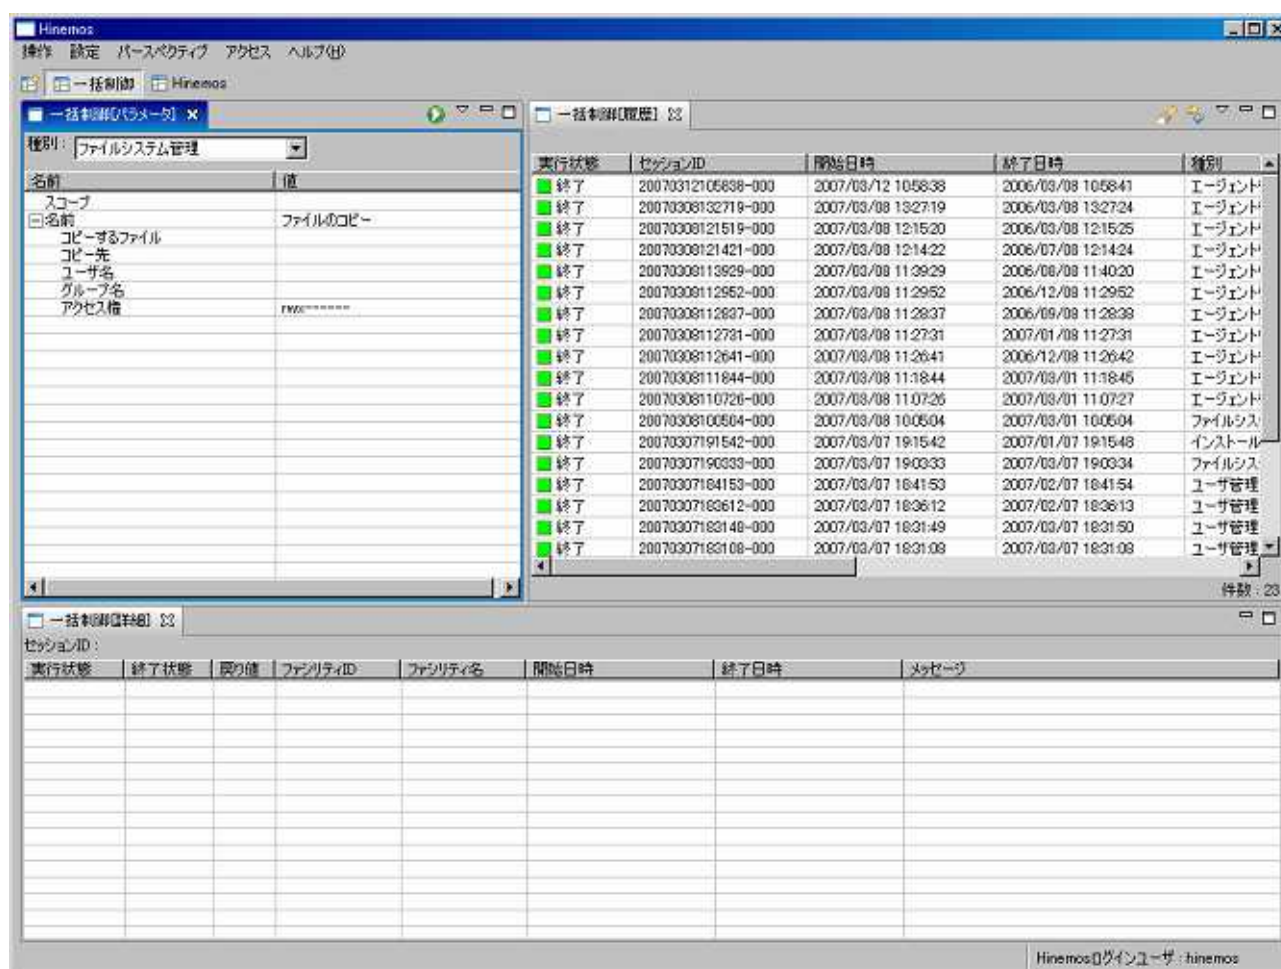 Hinemos
操作 設定 パースペクティブ アクセス ヘルプ(H)
一括制御 Hinemos
一括制御[パラメータ]
種別: ファイルシステム管理
名前 値
スコープ
名前 ファイルのコピー
コピーするファイル
コピー先
ユーザ名
グループ名
アクセス権 rwx------
一括制御[履歴]
実行状態 セッションID 開始日時 終了日時 種別
終了 20070312105838-000 2007/03/12 10:58:38 2006/03/08 10:58:41 エージェント
終了 20070308132719-000 2007/03/08 13:27:19 2006/03/08 13:27:24 エージェント
終了 20070308121519-000 2007/03/08 12:15:20 2006/03/08 12:15:25 エージェント
終了 20070308121421-000 2007/03/08 12:14:22 2006/07/08 12:14:24 エージェント
終了 20070308113929-000 2007/03/08 11:39:29 2006/08/08 11:40:20 エージェント
終了 20070308112952-000 2007/03/08 11:29:52 2006/12/08 11:29:52 エージェント
終了 20070308112837-000 2007/03/08 11:28:37 2006/09/08 11:28:38 エージェント
終了 20070308112731-000 2007/03/08 11:27:31 2007/01/08 11:27:31 エージェント
終了 20070308112641-000 2007/03/08 11:26:41 2006/12/08 11:26:42 エージェント
終了 20070308111844-000 2007/03/08 11:18:44 2007/03/01 11:18:45 エージェント
終了 20070308110726-000 2007/03/08 11:07:26 2007/03/01 11:07:27 エージェント
終了 20070308100504-000 2007/03/08 10:05:04 2007/03/01 10:05:04 ファイルシス
終了 20070307191542-000 2007/03/07 19:15:42 2007/01/07 19:15:48 インストール
終了 20070307190333-000 2007/03/07 19:03:33 2007/03/07 19:03:34 ファイルシス
終了 20070307184153-000 2007/03/07 18:41:53 2007/02/07 18:41:54 ユーザ管理
終了 20070307183612-000 2007/03/07 18:36:12 2007/02/07 18:36:13 ユーザ管理
終了 20070307183148-000 2007/03/07 18:31:49 2007/03/07 18:31:50 ユーザ管理
終了 20070307183108-000 2007/03/07 18:31:08 2007/03/07 18:31:08 ユーザ管理
件数 : 23
一括制御[詳細]
セッションID :
実行状態 終了状態 戻り値 ファシリティID ファシリティ名 開始日時 終了日時 メッセージ
Hinemosログインユーザ : hinemos